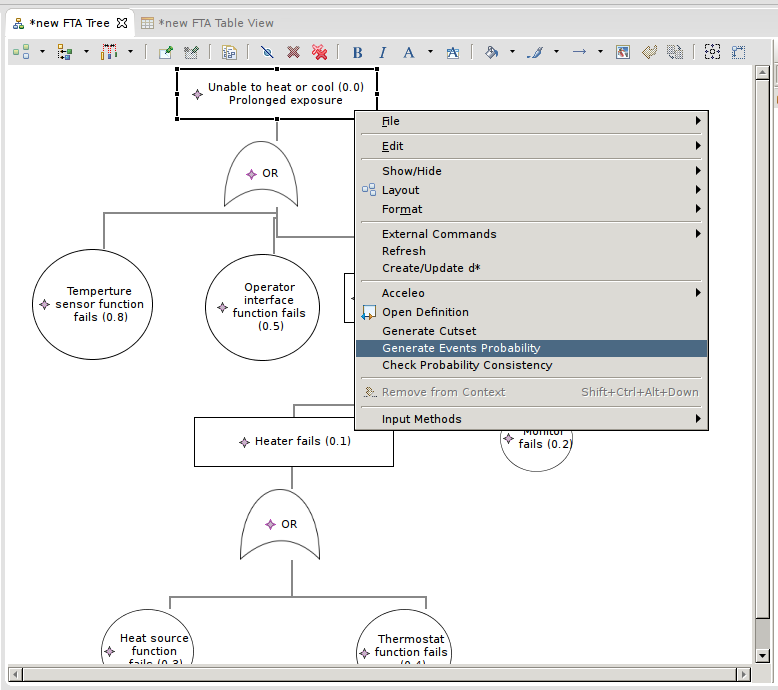 *new FTA Tree
*new FTA Table View
B I A A
Unable to heat or cool (0.0)
Prolonged exposure
OR
Temperture
sensor function
fails (0.8)
Operator
interface
function fails
(0.5)
File
Edit
Show/Hide
Layout
Format
External Commands
Refresh
Create/Update d*
Acceleo
Open Definition
Generate Cutset
Generate Events Probability
Check Probability Consistency
Remove from Context Shift+Ctrl+Alt+Down
Input Methods
Heater fails (0.1)
Monitor
fails (0.2)
OR
Heat source
function
fails (0.3)
Thermostat
function fails
(0.4)